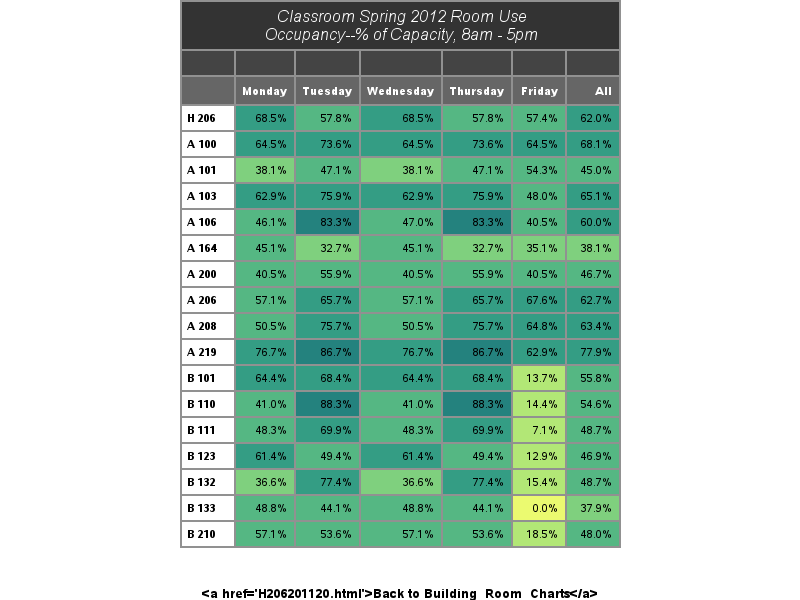 Classroom Spring 2012 Room Use
Occupancy--% of Capacity, 8am - 5pm
Monday Tuesday Wednesday Thursday Friday All
H 206 68.5% 57.8% 68.5% 57.8% 57.4% 62.0%
A 100 64.5% 73.6% 64.5% 73.6% 64.5% 68.1%
A 101 38.1% 47.1% 38.1% 47.1% 54.3% 45.0%
A 103 62.9% 75.9% 62.9% 75.9% 48.0% 65.1%
A 106 46.1% 83.3% 47.0% 83.3% 40.5% 60.0%
A 164 45.1% 32.7% 45.1% 32.7% 35.1% 38.1%
A 200 40.5% 55.9% 40.5% 55.9% 40.5% 46.7%
A 206 57.1% 65.7% 57.1% 65.7% 67.6% 62.7%
A 208 50.5% 75.7% 50.5% 75.7% 64.8% 63.4%
A 219 76.7% 86.7% 76.7% 86.7% 62.9% 77.9%
B 101 64.4% 68.4% 64.4% 68.4% 13.7% 55.8%
B 110 41.0% 88.3% 41.0% 88.3% 14.4% 54.6%
B 111 48.3% 69.9% 48.3% 69.9% 7.1% 48.7%
B 123 61.4% 49.4% 61.4% 49.4% 12.9% 46.9%
B 132 36.6% 77.4% 36.6% 77.4% 15.4% 48.7%
B 133 48.8% 44.1% 48.8% 44.1% 0.0% 37.9%
B 210 57.1% 53.6% 57.1% 53.6% 18.5% 48.0%
<a href='H206201120.html'>Back to Building_Room_Charts</a>